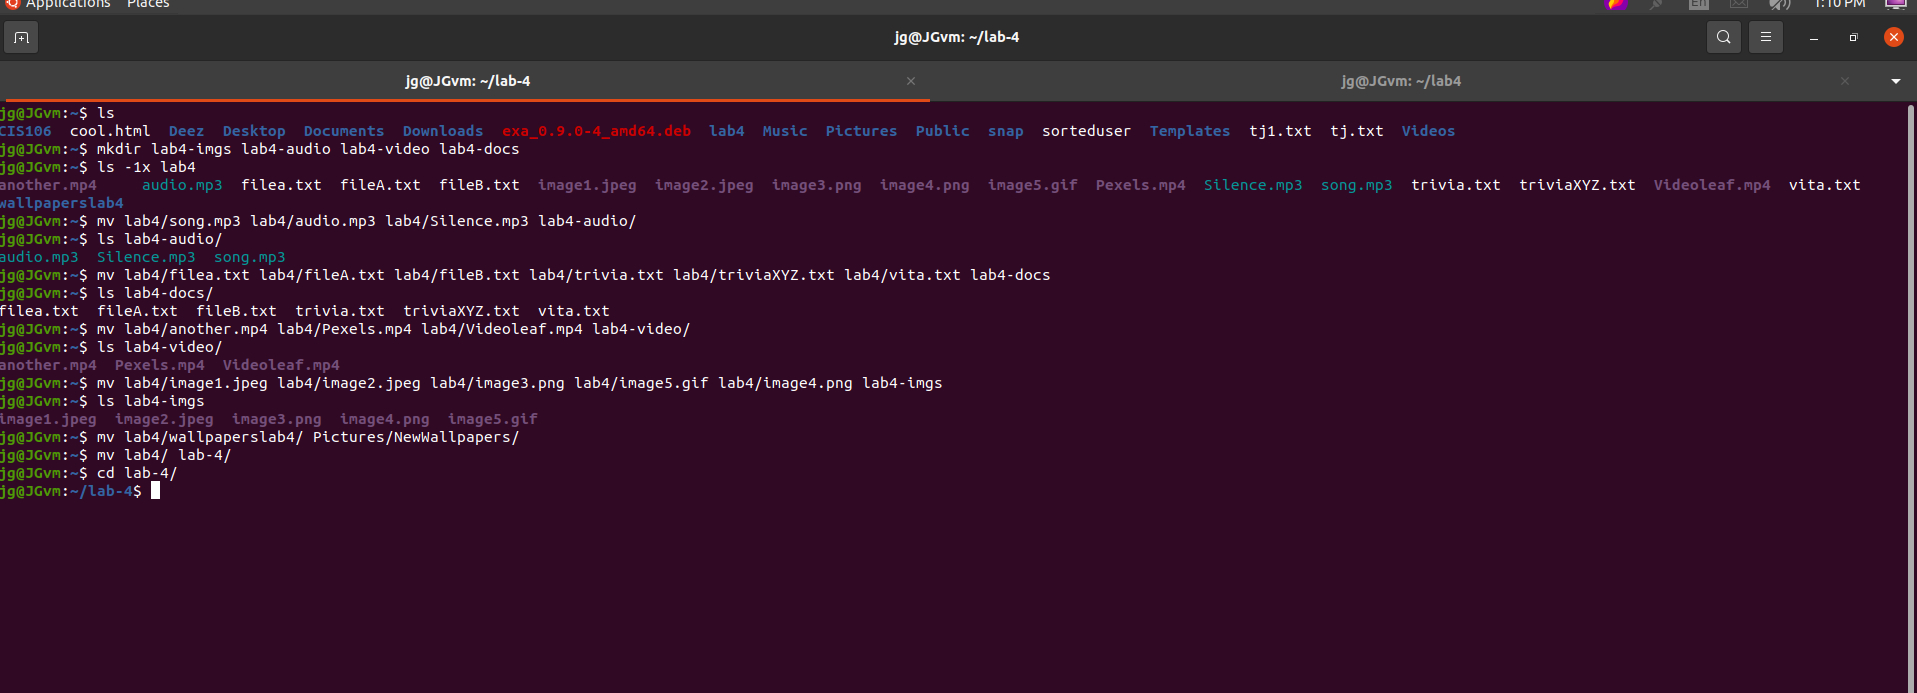 Applications Places En 1:10 PM
jg@JGvm: ~/lab-4
jg@JGvm: ~/lab-4 × jg@JGvm: ~/lab4 ×
jg@JGvm:~$ ls
CIS106 cool.html Deez Desktop Documents Downloads exa_0.9.0-4_amd64.deb lab4 Music Pictures Public snap sorteduser Templates tj1.txt tj.txt Videos
jg@JGvm:~$ mkdir lab4-imgs lab4-audio lab4-video lab4-docs
jg@JGvm:~$ ls -1x lab4
another.mp4 audio.mp3 filea.txt fileA.txt fileB.txt image1.jpeg image2.jpeg image3.png image4.png image5.gif Pexels.mp4 Silence.mp3 song.mp3 trivia.txt triviaXYZ.txt Videoleaf.mp4 vita.txt
wallpaperslab4
jg@JGvm:~$ mv lab4/song.mp3 lab4/audio.mp3 lab4/Silence.mp3 lab4-audio/
jg@JGvm:~$ ls lab4-audio/
audio.mp3 Silence.mp3 song.mp3
jg@JGvm:~$ mv lab4/filea.txt lab4/fileA.txt lab4/fileB.txt lab4/trivia.txt lab4/triviaXYZ.txt lab4/vita.txt lab4-docs
jg@JGvm:~$ ls lab4-docs/
filea.txt fileA.txt fileB.txt trivia.txt triviaXYZ.txt vita.txt
jg@JGvm:~$ mv lab4/another.mp4 lab4/Pexels.mp4 lab4/Videoleaf.mp4 lab4-video/
jg@JGvm:~$ ls lab4-video/
another.mp4 Pexels.mp4 Videoleaf.mp4
jg@JGvm:~$ mv lab4/image1.jpeg lab4/image2.jpeg lab4/image3.png lab4/image5.gif lab4/image4.png lab4-imgs
jg@JGvm:~$ ls lab4-imgs
image1.jpeg image2.jpeg image3.png image4.png image5.gif
jg@JGvm:~$ mv lab4/wallpaperslab4/ Pictures/NewWallpapers/
jg@JGvm:~$ mv lab4/ lab-4/
jg@JGvm:~$ cd lab-4/
jg@JGvm:~/lab-4$